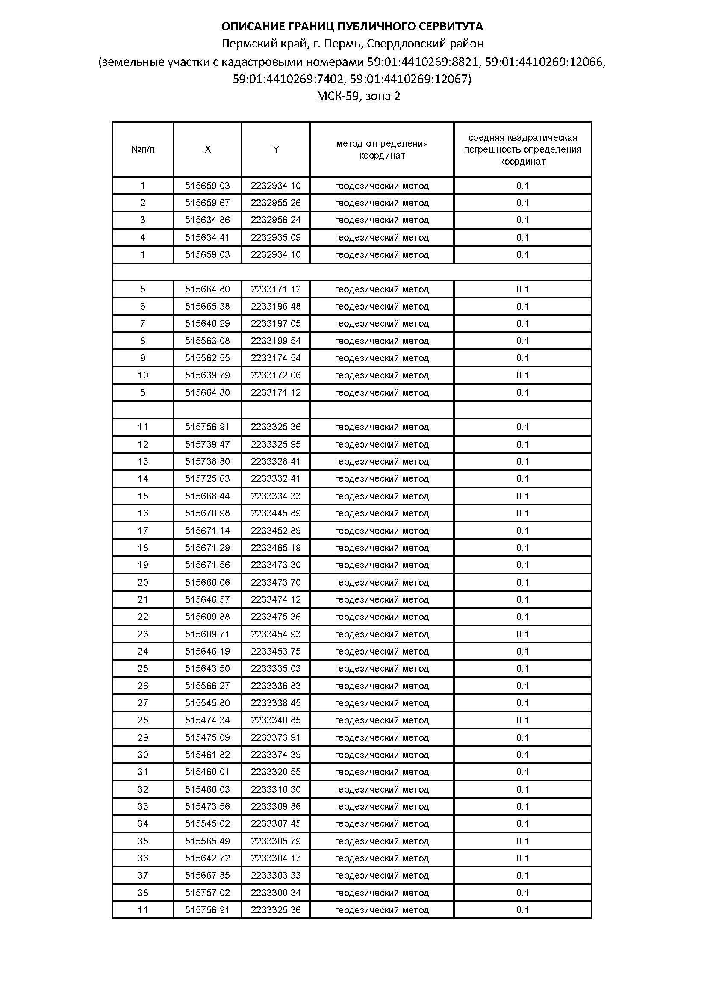 ОПИСАНИЕ ГРАНИЦ ПУБЛИЧНОГО СЕРВИТУТА
Пермский край, г. Пермь, Свердловский район
(земельные участки с кадастровыми номерами 59:01:4410269:8821, 59:01:4410269:12066,
59:01:4410269:7402, 59:01:4410269:12067)
МСК-59, зона 2
№п/п X Y метод отпределения координат средняя квадратическая погрешность определения координат
1 515659.03 2232934.10 геодезический метод 0.1
2 515659.67 2232955.26 геодезический метод 0.1
3 515634.86 2232956.24 геодезический метод 0.1
4 515634.41 2232935.09 геодезический метод 0.1
1 515659.03 2232934.10 геодезический метод 0.1
5 515664.80 2233171.12 геодезический метод 0.1
6 515665.38 2233196.48 геодезический метод 0.1
7 515640.29 2233197.05 геодезический метод 0.1
8 515563.08 2233199.54 геодезический метод 0.1
9 515562.55 2233174.54 геодезический метод 0.1
10 515639.79 2233172.06 геодезический метод 0.1
5 515664.80 2233171.12 геодезический метод 0.1
11 515756.91 2233325.36 геодезический метод 0.1
12 515739.47 2233325.95 геодезический метод 0.1
13 515738.80 2233328.41 геодезический метод 0.1
14 515725.63 2233332.41 геодезический метод 0.1
15 515668.44 2233334.33 геодезический метод 0.1
16 515670.98 2233445.89 геодезический метод 0.1
17 515671.14 2233452.89 геодезический метод 0.1
18 515671.29 2233465.19 геодезический метод 0.1
19 515671.56 2233473.30 геодезический метод 0.1
20 515660.06 2233473.70 геодезический метод 0.1
21 515646.57 2233474.12 геодезический метод 0.1
22 515609.88 2233475.36 геодезический метод 0.1
23 515609.71 2233454.93 геодезический метод 0.1
24 515646.19 2233453.75 геодезический метод 0.1
25 515643.50 2233335.03 геодезический метод 0.1
26 515566.27 2233336.83 геодезический метод 0.1
27 515545.80 2233338.45 геодезический метод 0.1
28 515474.34 2233340.85 геодезический метод 0.1
29 515475.09 2233373.91 геодезический метод 0.1
30 515461.82 2233374.39 геодезический метод 0.1
31 515460.01 2233320.55 геодезический метод 0.1
32 515460.03 2233310.30 геодезический метод 0.1
33 515473.56 2233309.86 геодезический метод 0.1
34 515545.02 2233307.45 геодезический метод 0.1
35 515565.49 2233305.79 геодезический метод 0.1
36 515642.72 2233304.17 геодезический метод 0.1
37 515667.85 2233303.33 геодезический метод 0.1
38 515757.02 2233300.34 геодезический метод 0.1
11 515756.91 2233325.36 геодезический метод 0.1